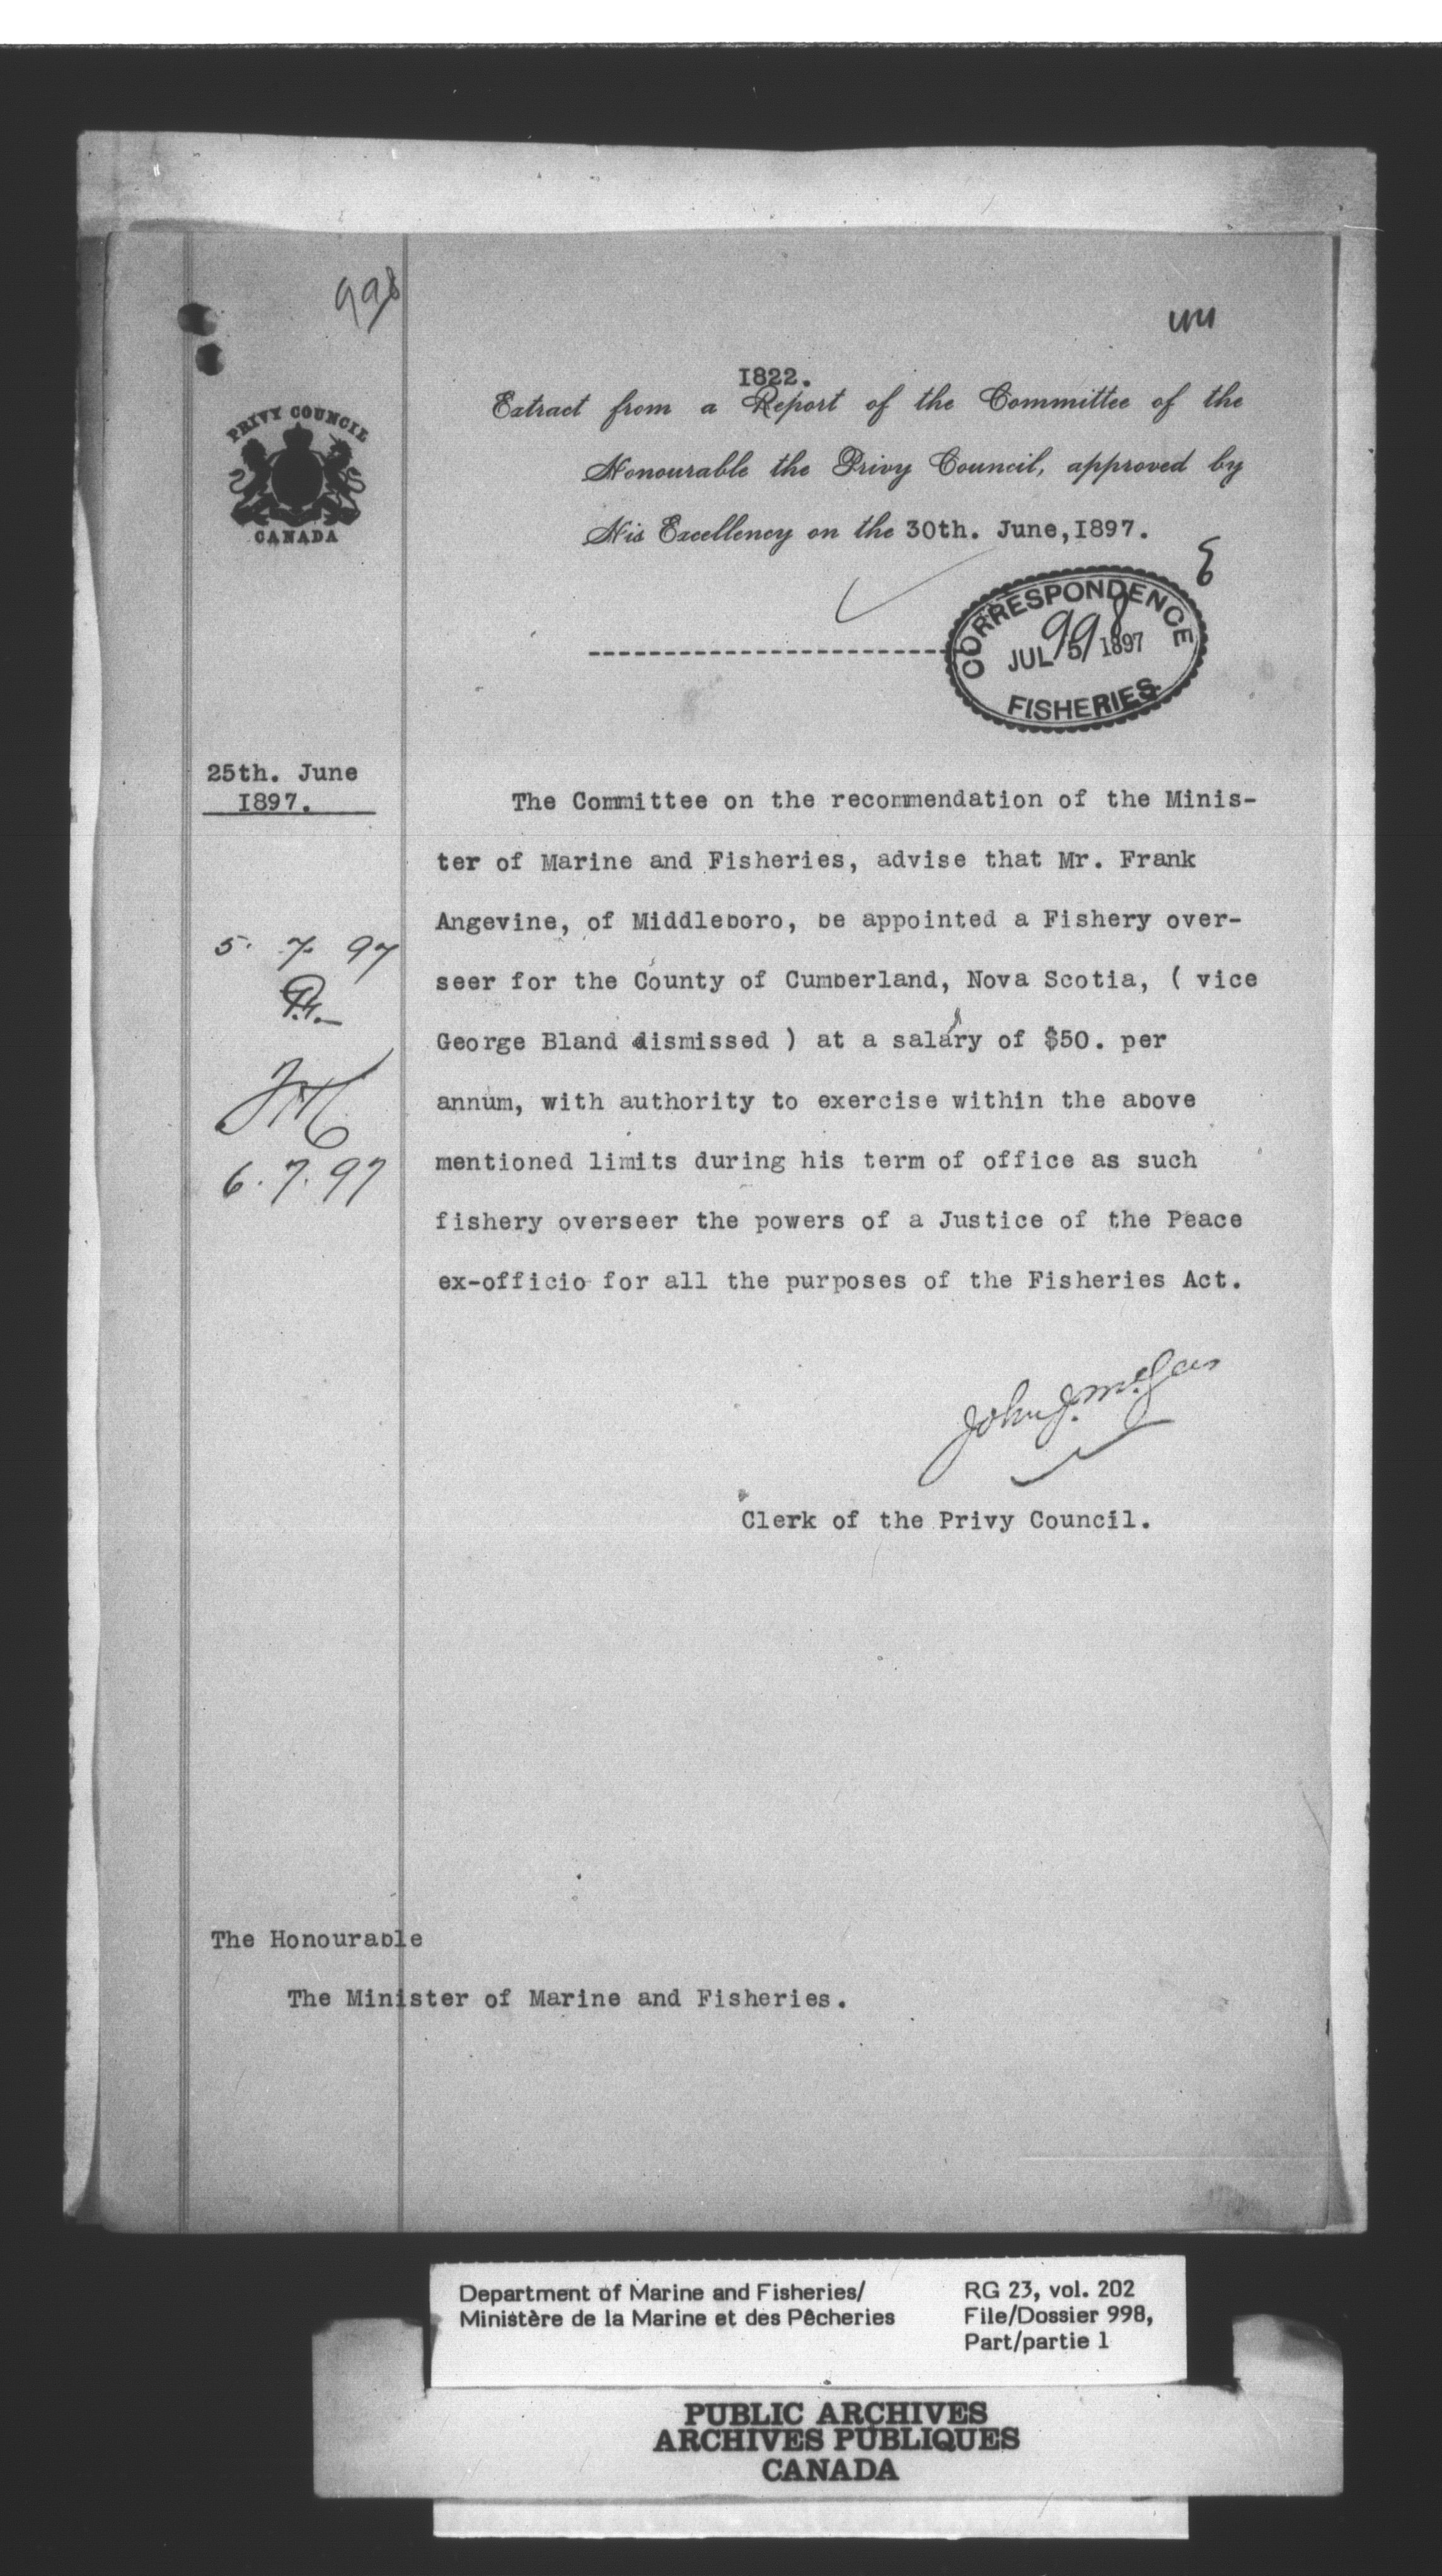 998
1822.
Extract from a Report of the Committee of the
Honourable the Privy Council, approved by
His Excellency on the 30th. June, 1897.
PRIVY COUNCIL
CANADA
CORRESPONDENCE
998
JUL 5/ 1897
FISHERIES.
25th. June
1897.
The Committee on the recommendation of the Minis-
ter of Marine and Fisheries, advise that Mr. Frank
Angevine, of Middleboro, be appointed a Fishery over-
seer for the County of Cumberland, Nova Scotia, ( vice
George Bland dismissed ) at a salary of $50. per
annum, with authority to exercise within the above
mentioned limits during his term of office as such
fishery overseer the powers of a Justice of the Peace
ex-officio for all the purposes of the Fisheries Act.
5. 7. 97
6.7.97
John J. McGee
Clerk of the Privy Council.
The Honourable
The Minister of Marine and Fisheries.
Department of Marine and Fisheries/
Ministère de la Marine et des Pêcheries
RG 23, vol. 202
File/Dossier 998,
Part/partie 1
PUBLIC ARCHIVES
ARCHIVES PUBLIQUES
CANADA